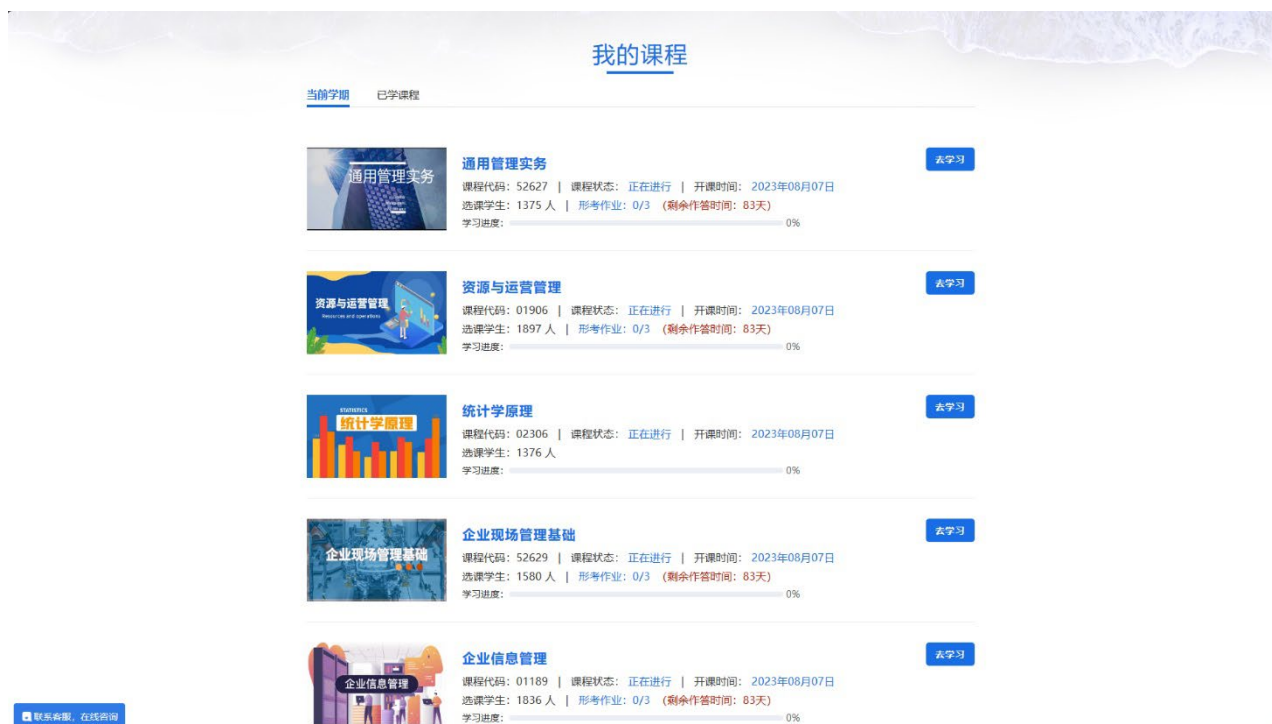 我的课程
当前学期 已学课程
通用管理实务
通用管理实务
去学习
课程代码：52627 | 课程状态：正在进行 | 开课时间：2023年08月07日
选课学生：1375 人 | 形考作业：0/3 (剩余作答时间：83天)
学习进度： 0%
资源与运营管理
Resources and operations
资源与运营管理
去学习
课程代码：01906 | 课程状态：正在进行 | 开课时间：2023年08月07日
选课学生：1897 人 | 形考作业：0/3 (剩余作答时间：83天)
学习进度： 0%
STATISTICS
统计学原理
统计学原理
去学习
课程代码：02306 | 课程状态：正在进行 | 开课时间：2023年08月07日
选课学生：1376 人
学习进度： 0%
企业现场管理基础
企业现场管理基础
去学习
课程代码：52629 | 课程状态：正在进行 | 开课时间：2023年08月07日
选课学生：1580 人 | 形考作业：0/3 (剩余作答时间：83天)
学习进度： 0%
企业信息管理
企业信息管理
去学习
课程代码：01189 | 课程状态：正在进行 | 开课时间：2023年08月07日
选课学生：1836 人 | 形考作业：0/3 (剩余作答时间：83天)
学习进度： 0%
联系客服，在线咨询